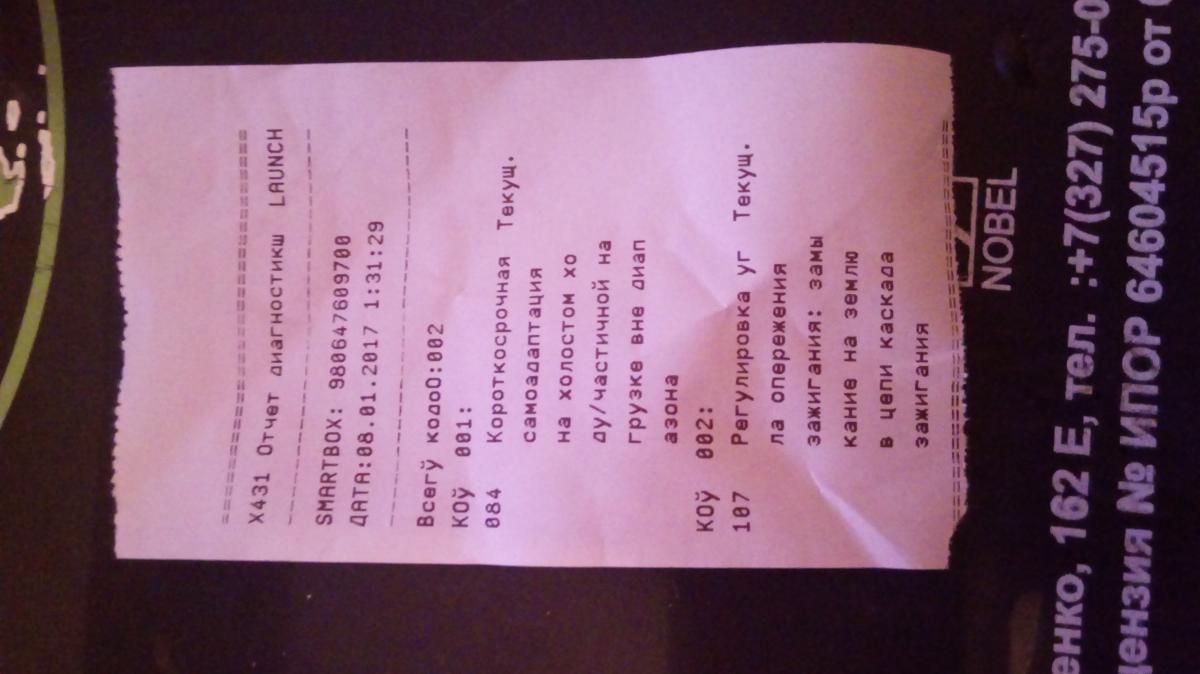 ===============================
X431 Отчет диагностикш LAUNCH
-------------------------------
SMARTBOX: 980647609700
ДАТА:08.01.2017 1:31:29
-------------------------------
Всегў кодо0:002
КОў 001:
084 Короткосрочная Текущ.
самоадаптация
на холостом хо
ду/частичной на
грузке вне диап
азона
КОў 002:
107 Регулировка уг Текущ.
ла опережения
зажигания: замы
кание на землю
в цепи каскада
зажигания
===============================
NOBEL
енко, 162 Е, тел. :+7(327) 275-0
цензия № ИПОР 64604515р от